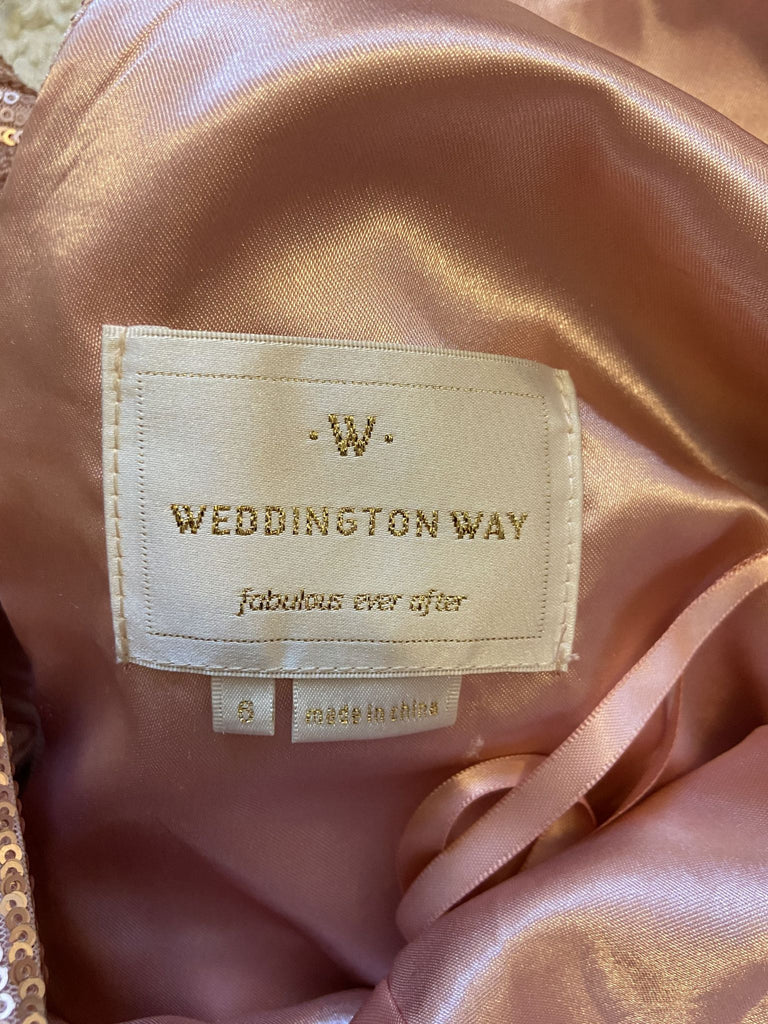 ·W·
WEDDINGTON WAY
fabulous ever after
6
made in china